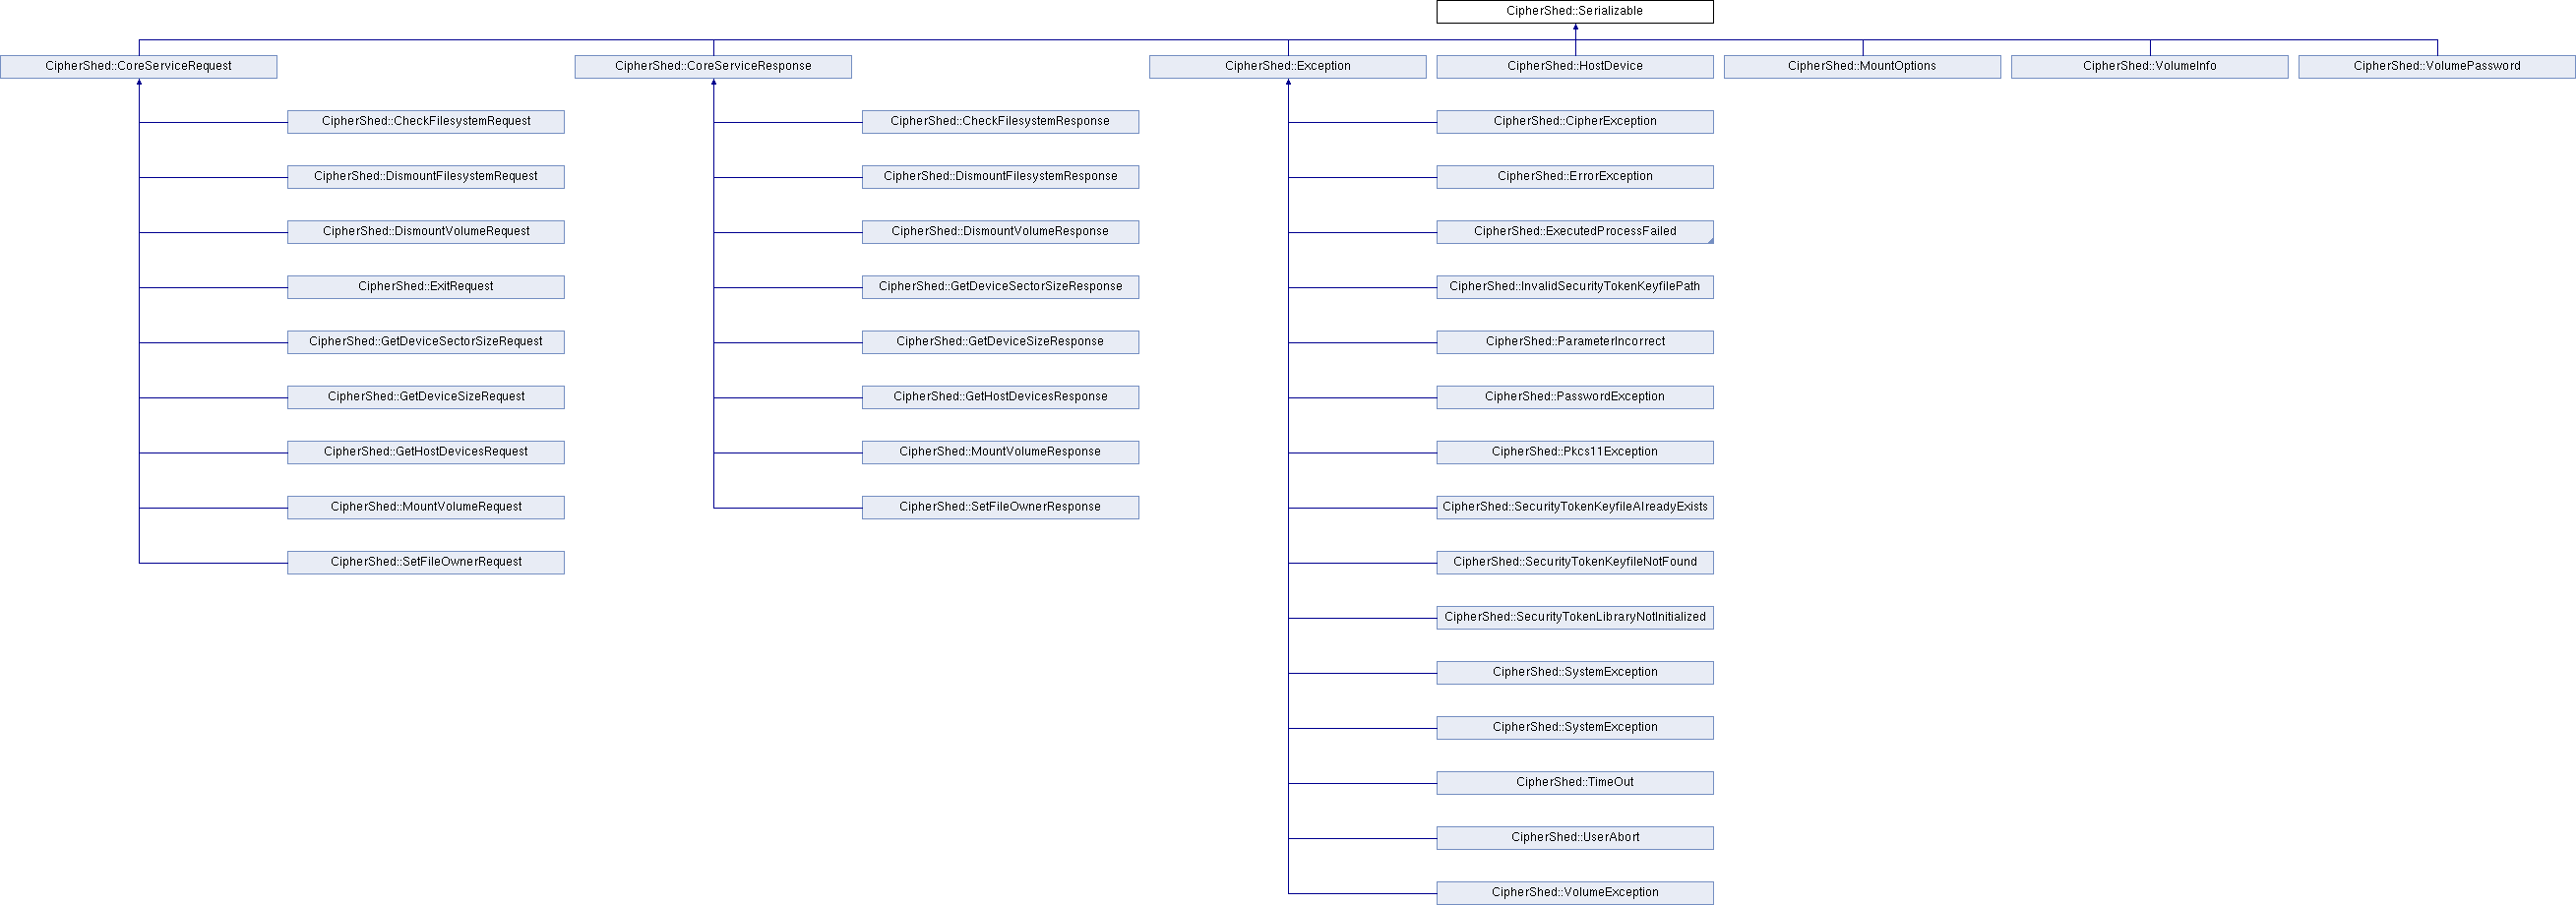 CipherShed::Serializable
CipherShed::CoreServiceRequest
CipherShed::CoreServiceResponse
CipherShed::Exception
CipherShed::HostDevice
CipherShed::MountOptions
CipherShed::VolumeInfo
CipherShed::VolumePassword
CipherShed::CheckFilesystemRequest
CipherShed::CheckFilesystemResponse
CipherShed::CipherException
CipherShed::DismountFilesystemRequest
CipherShed::DismountFilesystemResponse
CipherShed::ErrorException
CipherShed::DismountVolumeRequest
CipherShed::DismountVolumeResponse
CipherShed::ExecutedProcessFailed
CipherShed::ExitRequest
CipherShed::GetDeviceSectorSizeResponse
CipherShed::InvalidSecurityTokenKeyfilePath
CipherShed::GetDeviceSectorSizeRequest
CipherShed::GetDeviceSizeResponse
CipherShed::ParameterIncorrect
CipherShed::GetDeviceSizeRequest
CipherShed::GetHostDevicesResponse
CipherShed::PasswordException
CipherShed::GetHostDevicesRequest
CipherShed::MountVolumeResponse
CipherShed::Pkcs11Exception
CipherShed::MountVolumeRequest
CipherShed::SetFileOwnerResponse
CipherShed::SecurityTokenKeyfileAlreadyExists
CipherShed::SetFileOwnerRequest
CipherShed::SecurityTokenKeyfileNotFound
CipherShed::SecurityTokenLibraryNotInitialized
CipherShed::SystemException
CipherShed::SystemException
CipherShed::TimeOut
CipherShed::UserAbort
CipherShed::VolumeException